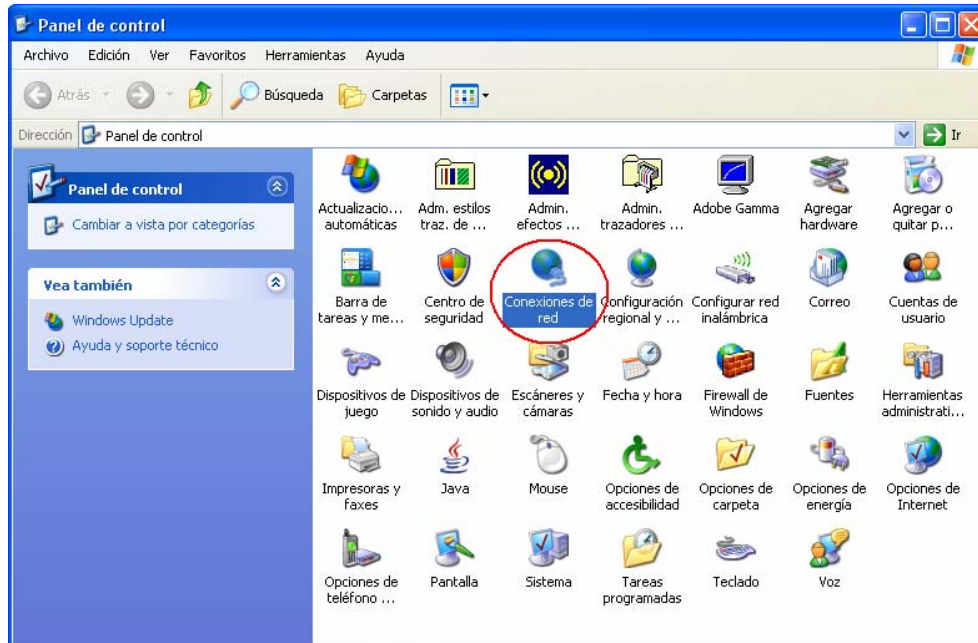 Panel de control
Archivo Edición Ver Favoritos Herramientas Ayuda
Atrás Búsqueda Carpetas
Dirección Panel de control Ir
Panel de control
Cambiar a vista por categorías
Vea también
Windows Update
Ayuda y soporte técnico
Actualizacio...
automáticas
Adm. estilos
traz. de ...
Admin.
efectos ...
Admin.
trazadores ...
Adobe Gamma
Agregar
hardware
Agregar o
quitar p...
Barra de
tareas y me...
Centro de
seguridad
Conexiones de
red
Configuración
regional y ...
Configurar red
inalámbrica
Correo
Cuentas de
usuario
Dispositivos de
juego
Dispositivos de
sonido y audio
Escáneres y
cámaras
Fecha y hora
Firewall de
Windows
Fuentes
Herramientas
administrati...
Impresoras y
faxes
Java
Mouse
Opciones de
accesibilidad
Opciones de
carpeta
Opciones de
energía
Opciones de
Internet
Opciones de
teléfono ...
Pantalla
Sistema
Tareas
programadas
Teclado
Voz